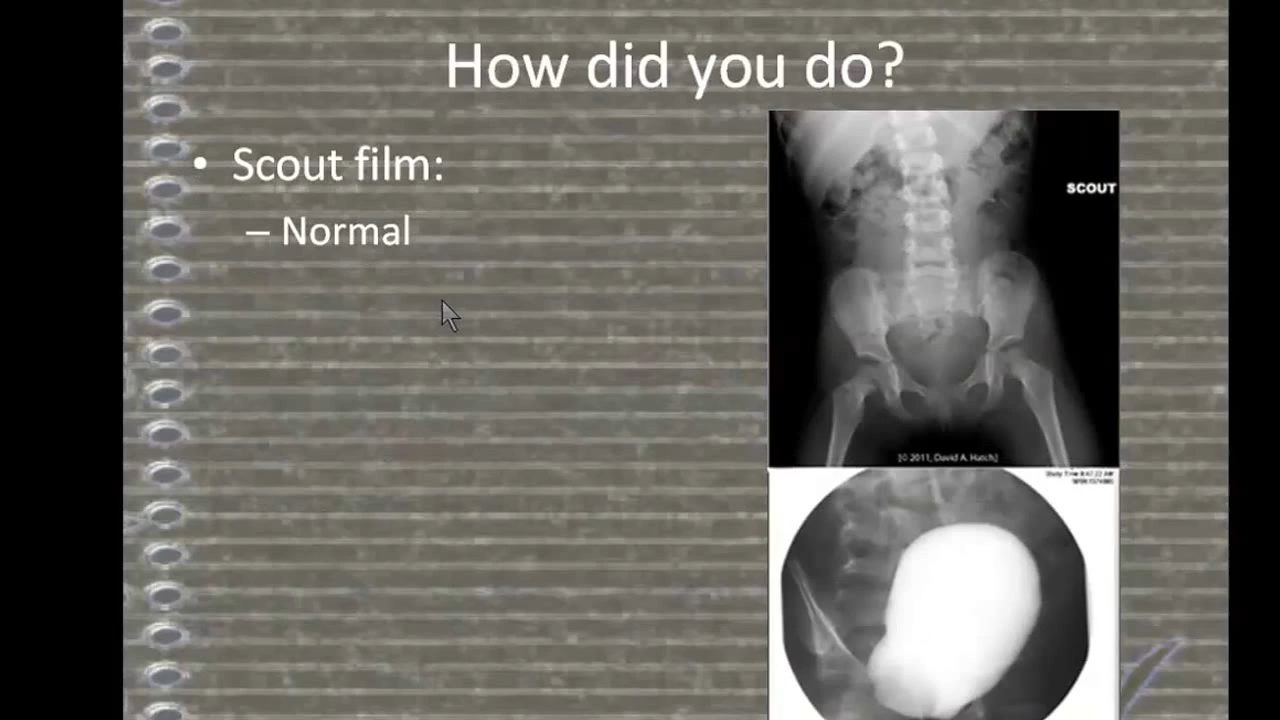 How did you do?
• Scout film:
– Normal
SCOUT
[© 2011, David A. Hatch]